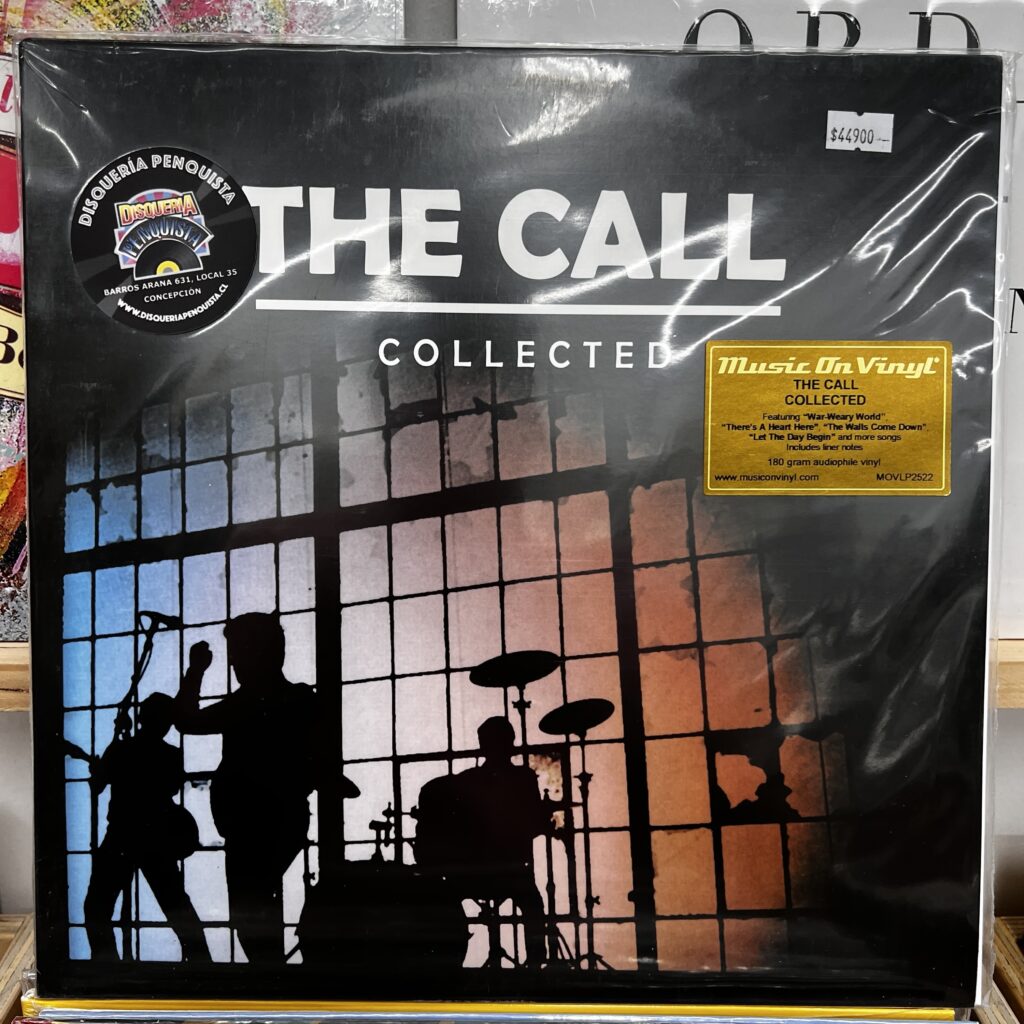 ORD
$44900.—
DISQUERÍA PENQUISTA
DISQUERIA
PENQUISTA
BARROS ARANA 631, LOCAL 35
CONCEPCIÓN
WWW.DISQUERIAPENQUISTA.CL
THE CALL
COLLECTED
Music On Vinyl
THE CALL
COLLECTED
Featuring "War-Weary World",
"There's A Heart Here", "The Walls Come Down",
"Let The Day Begin" and more songs
Includes liner notes
180 gram audiophile vinyl
www.musiconvinyl.com MOVLP2522